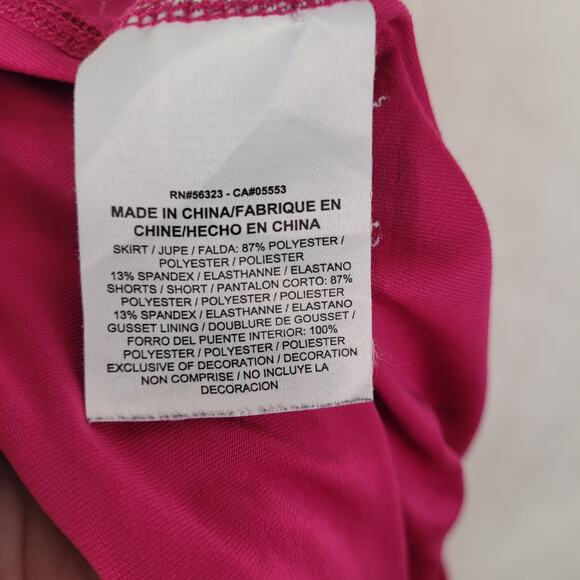 RN#56323 - CA#05553
MADE IN CHINA/FABRIQUE EN
CHINE/HECHO EN CHINA
SKIRT / JUPE / FALDA: 87% POLYESTER /
POLYESTER / POLIESTER
13% SPANDEX / ELASTHANNE / ELASTANO
SHORTS / SHORT / PANTALON CORTO: 87%
POLYESTER / POLYESTER / POLIESTER
13% SPANDEX / ELASTHANNE / ELASTANO
GUSSET LINING / DOUBLURE DE GOUSSET /
FORRO DEL PUENTE INTERIOR: 100%
POLYESTER / POLYESTER / POLIESTER
EXCLUSIVE OF DECORATION / DECORATION
NON COMPRISE / NO INCLUYE LA
DECORACION